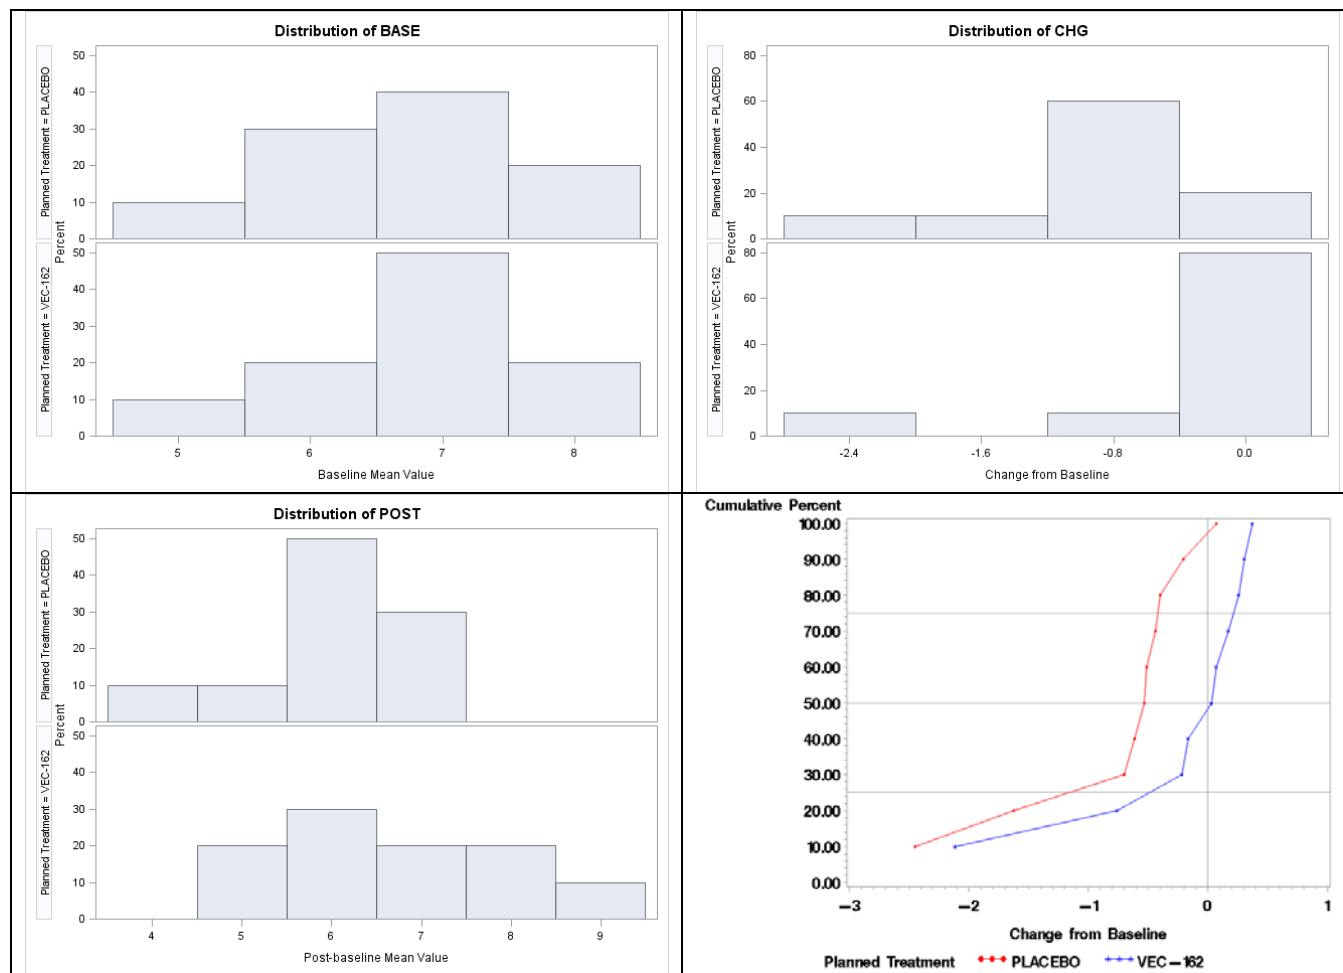 Distribution of BASE
Planned Treatment = PLACEBO
50
40
30
20
10
0
Percent
Planned Treatment = VEC-162
50
40
30
20
10
0
5 6 7 8
Baseline Mean Value
Distribution of CHG
Planned Treatment = PLACEBO
80
60
40
20
0
Percent
Planned Treatment = VEC-162
80
60
40
20
0
-2.4 -1.6 -0.8 0.0
Change from Baseline
Distribution of POST
Planned Treatment = PLACEBO
50
40
30
20
10
0
Percent
Planned Treatment = VEC-162
50
40
30
20
10
0
4 5 6 7 8 9
Post-baseline Mean Value
Cumulative Percent
100.00
90.00
80.00
70.00
60.00
50.00
40.00
30.00
20.00
10.00
0.00
−3 −2 −1 0 1
Change from Baseline
Planned Treatment PLACEBO VEC−162